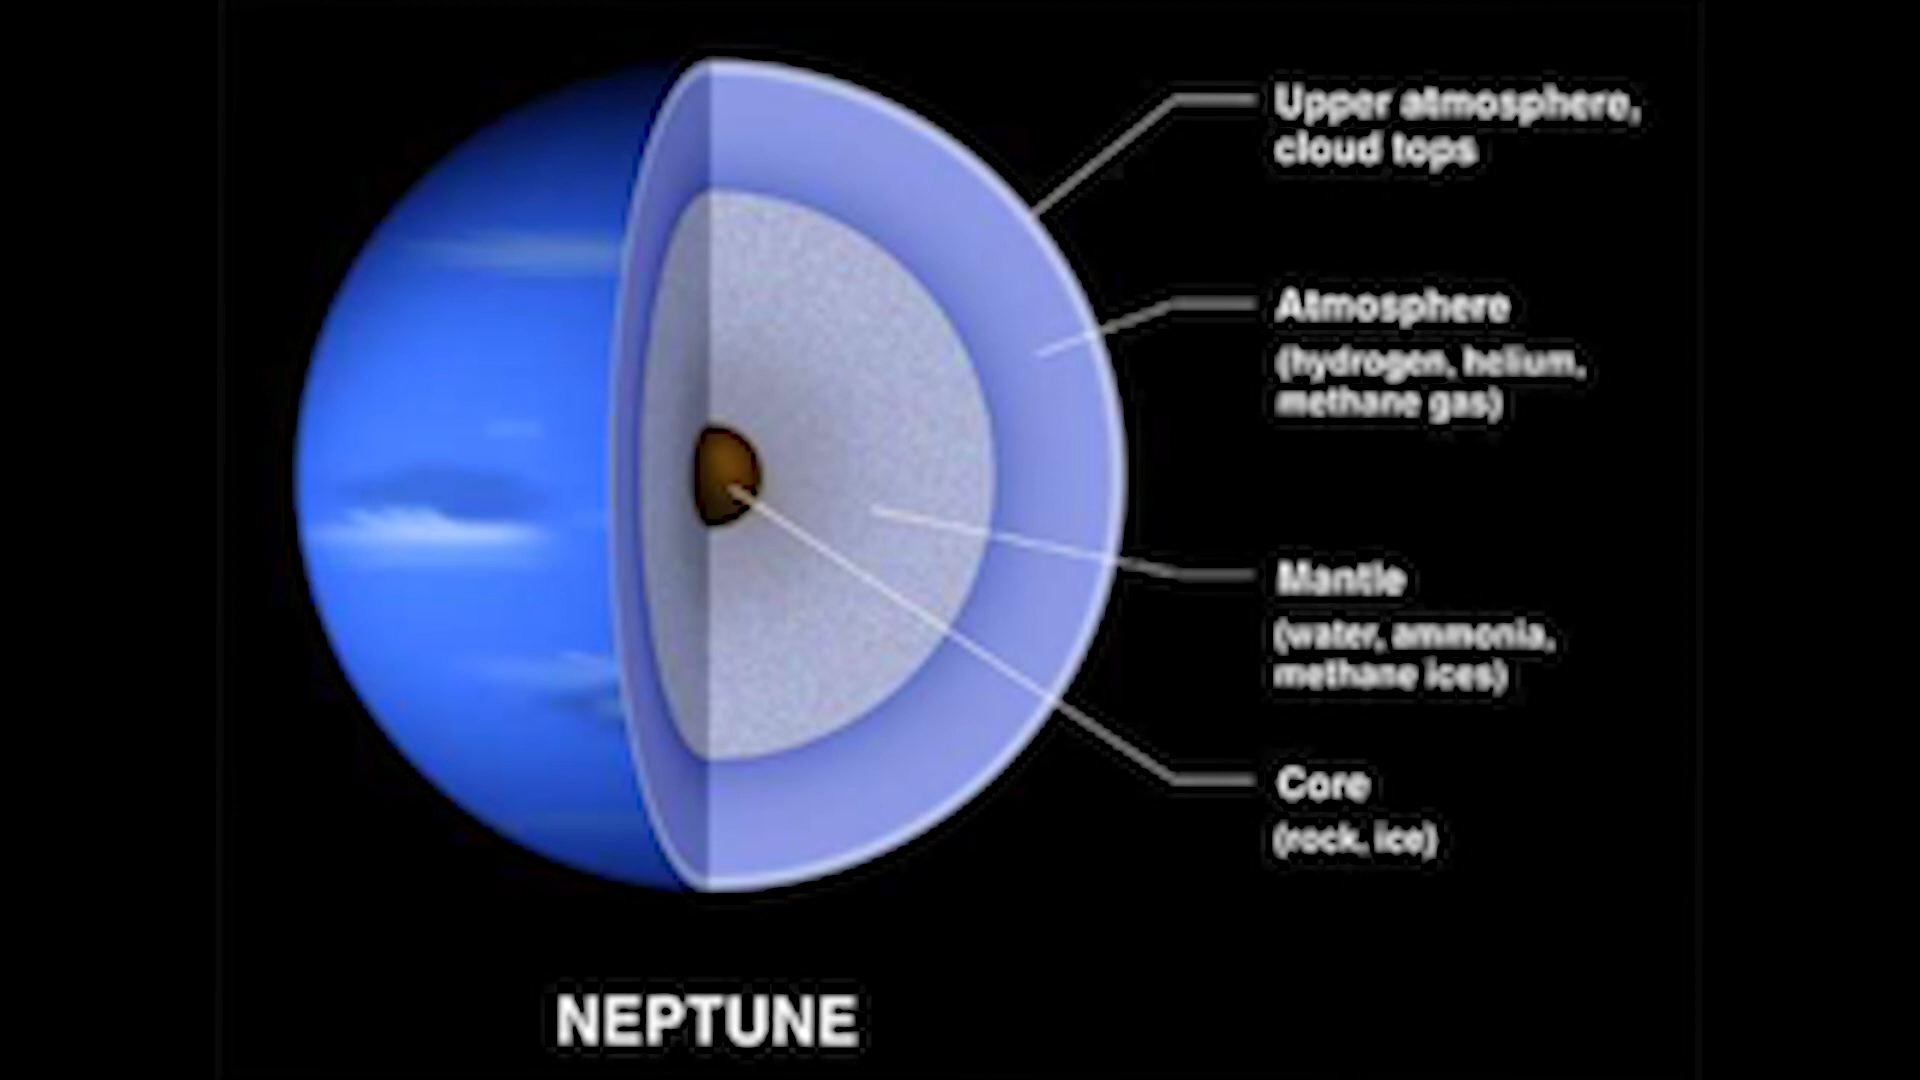 Upper atmosphere,
cloud tops
Atmosphere
(hydrogen, helium,
methane gas)
Mantle
(water, ammonia,
methane ices)
Core
(rock, ice)
NEPTUNE